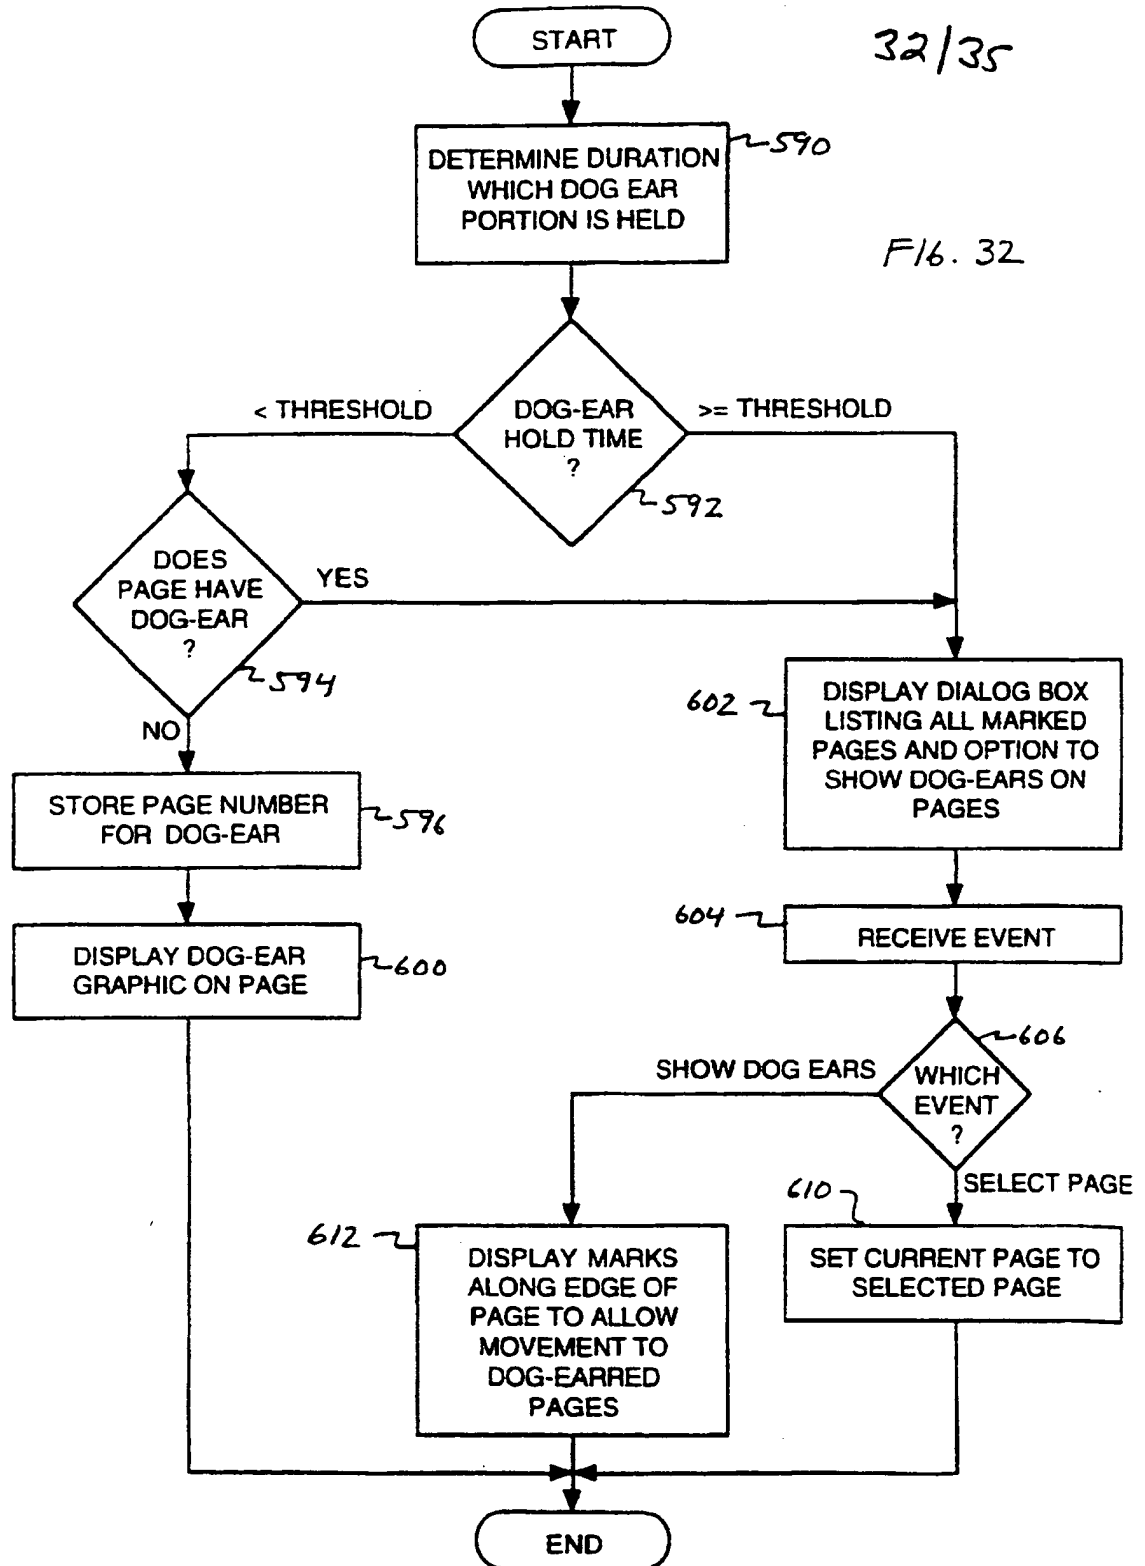 START
32/35
590
DETERMINE DURATION
WHICH DOG EAR
PORTION IS HELD
FIG. 32
< THRESHOLD
DOG-EAR
HOLD TIME
?
>= THRESHOLD
592
DOES
PAGE HAVE
DOG-EAR
?
YES
594
NO
602
DISPLAY DIALOG BOX
LISTING ALL MARKED
PAGES AND OPTION TO
SHOW DOG-EARS ON
PAGES
STORE PAGE NUMBER
FOR DOG-EAR
596
604
RECEIVE EVENT
DISPLAY DOG-EAR
GRAPHIC ON PAGE
600
606
SHOW DOG EARS
WHICH
EVENT
?
SELECT PAGE
610
612
DISPLAY MARKS
ALONG EDGE OF
PAGE TO ALLOW
MOVEMENT TO
DOG-EARRED
PAGES
SET CURRENT PAGE TO
SELECTED PAGE
END